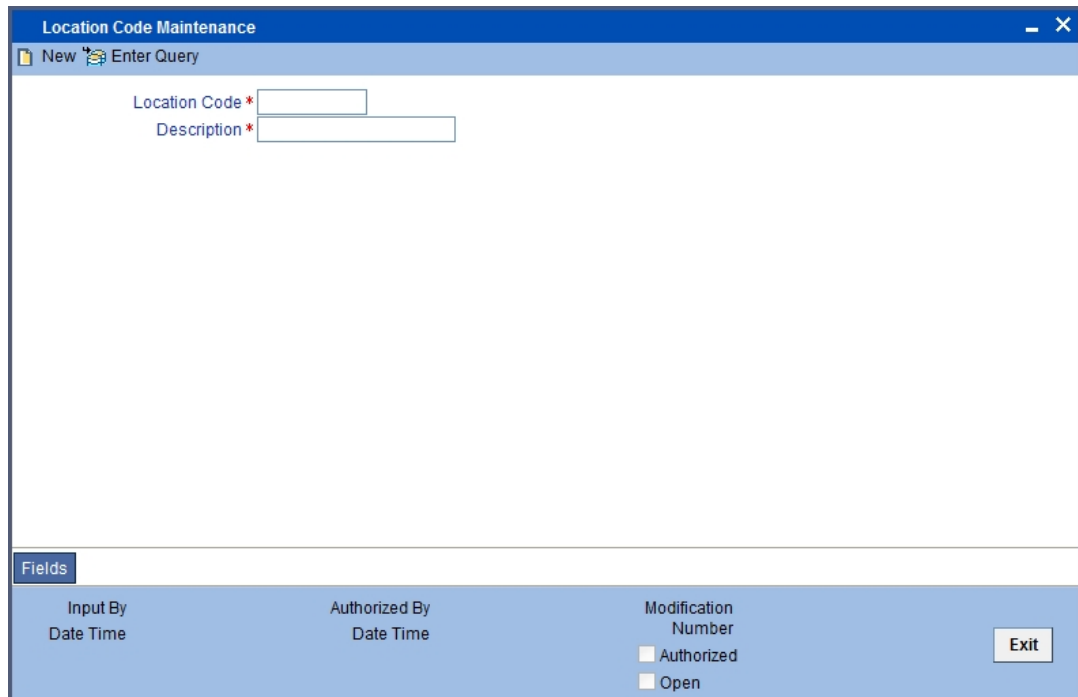 Location Code Maintenance
New Enter Query
Location Code *
Description *
Fields
Input By
Date Time
Authorized By
Date Time
Modification
Number
Authorized
Open
Exit